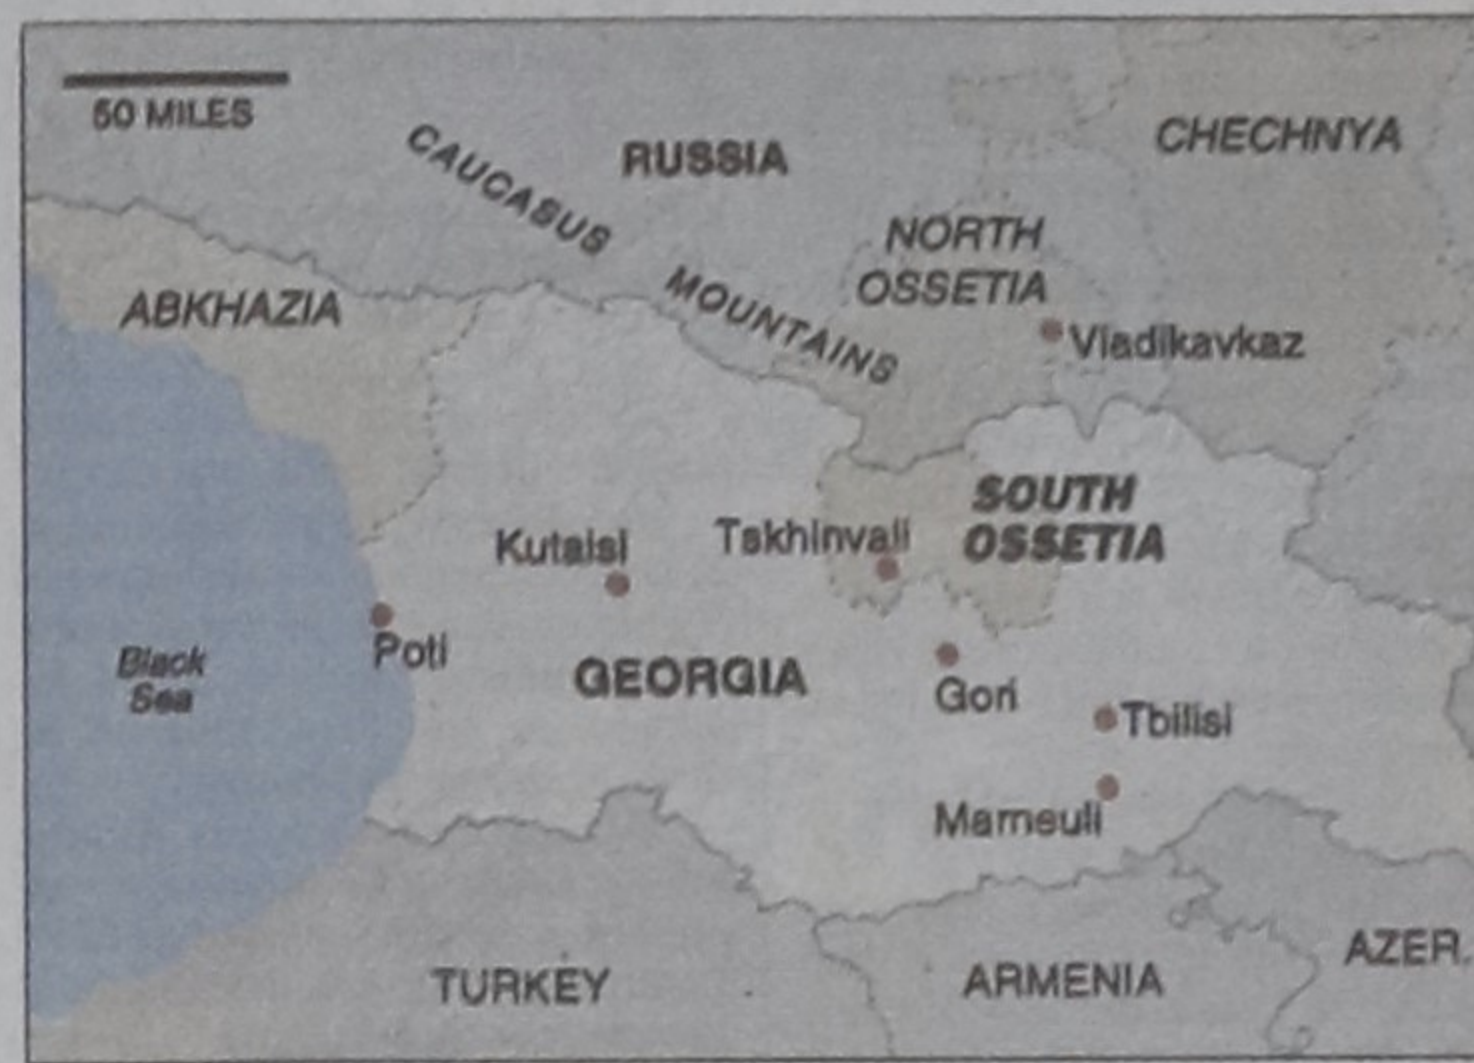 50 MILES
CAUCASUS
MOUNTAINS
RUSSIA
CHECHNYA
NORTH
OSSETIA
Vladikavkaz
ABKHAZIA
SOUTH
OSSETIA
Kutaisi
Tskhinvali
Poti
Black
Sea
GEORGIA
Gori
Tbilisi
Marneuli
TURKEY
ARMENIA
AZER.